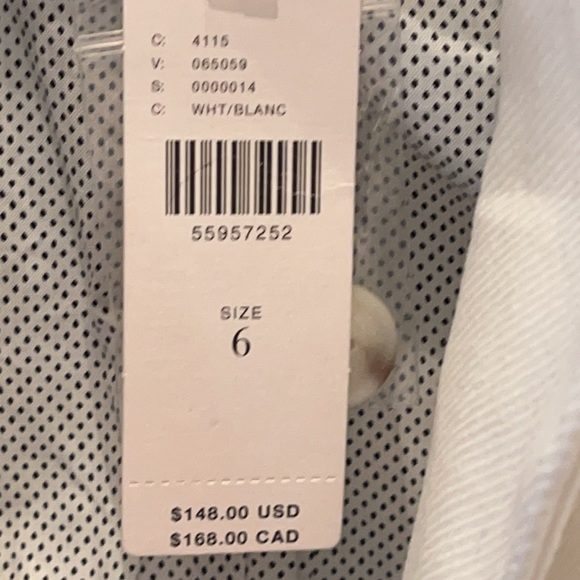 C: 4115
V: 065059
S: 0000014
C: WHT/BLANC
55957252
SIZE
6
$148.00 USD
$168.00 CAD